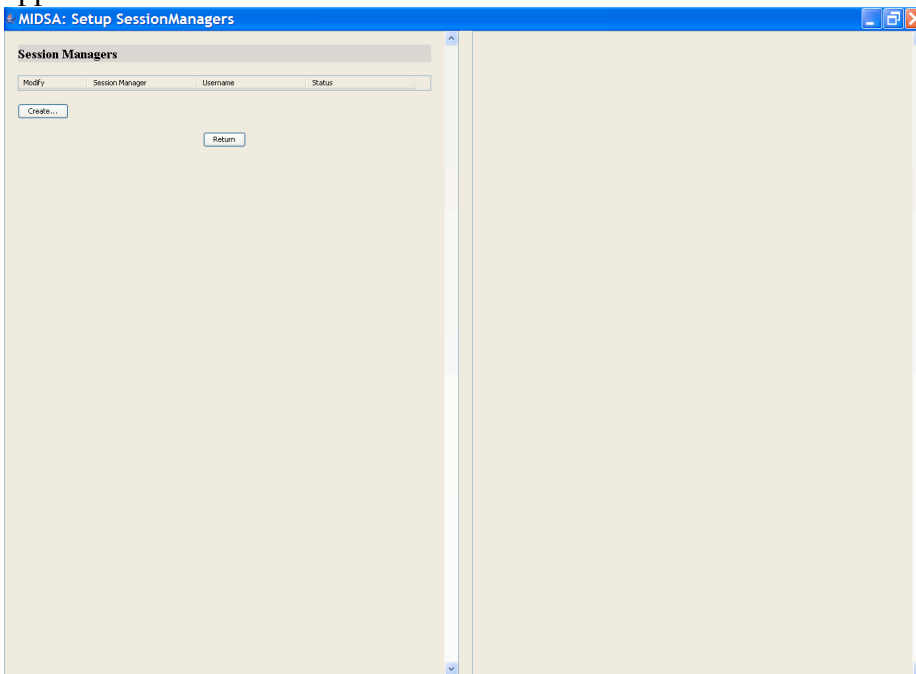 MIDSA: Setup SessionManagers
Session Managers
Modify Session Manager Username Status
Create...
Return